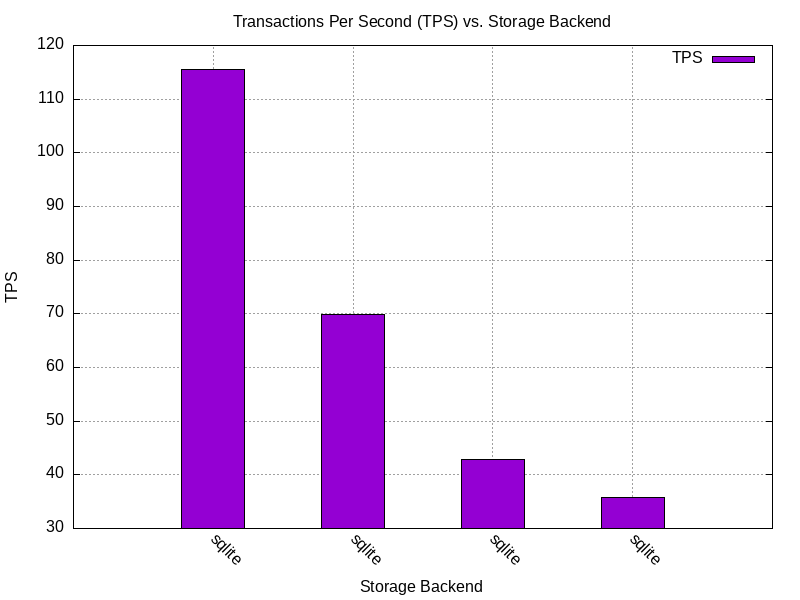 Transactions Per Second (TPS) vs. Storage Backend
TPS
120
110
100
90
80
70
60
50
40
30
TPS
sqlite
sqlite
sqlite
sqlite
Storage Backend